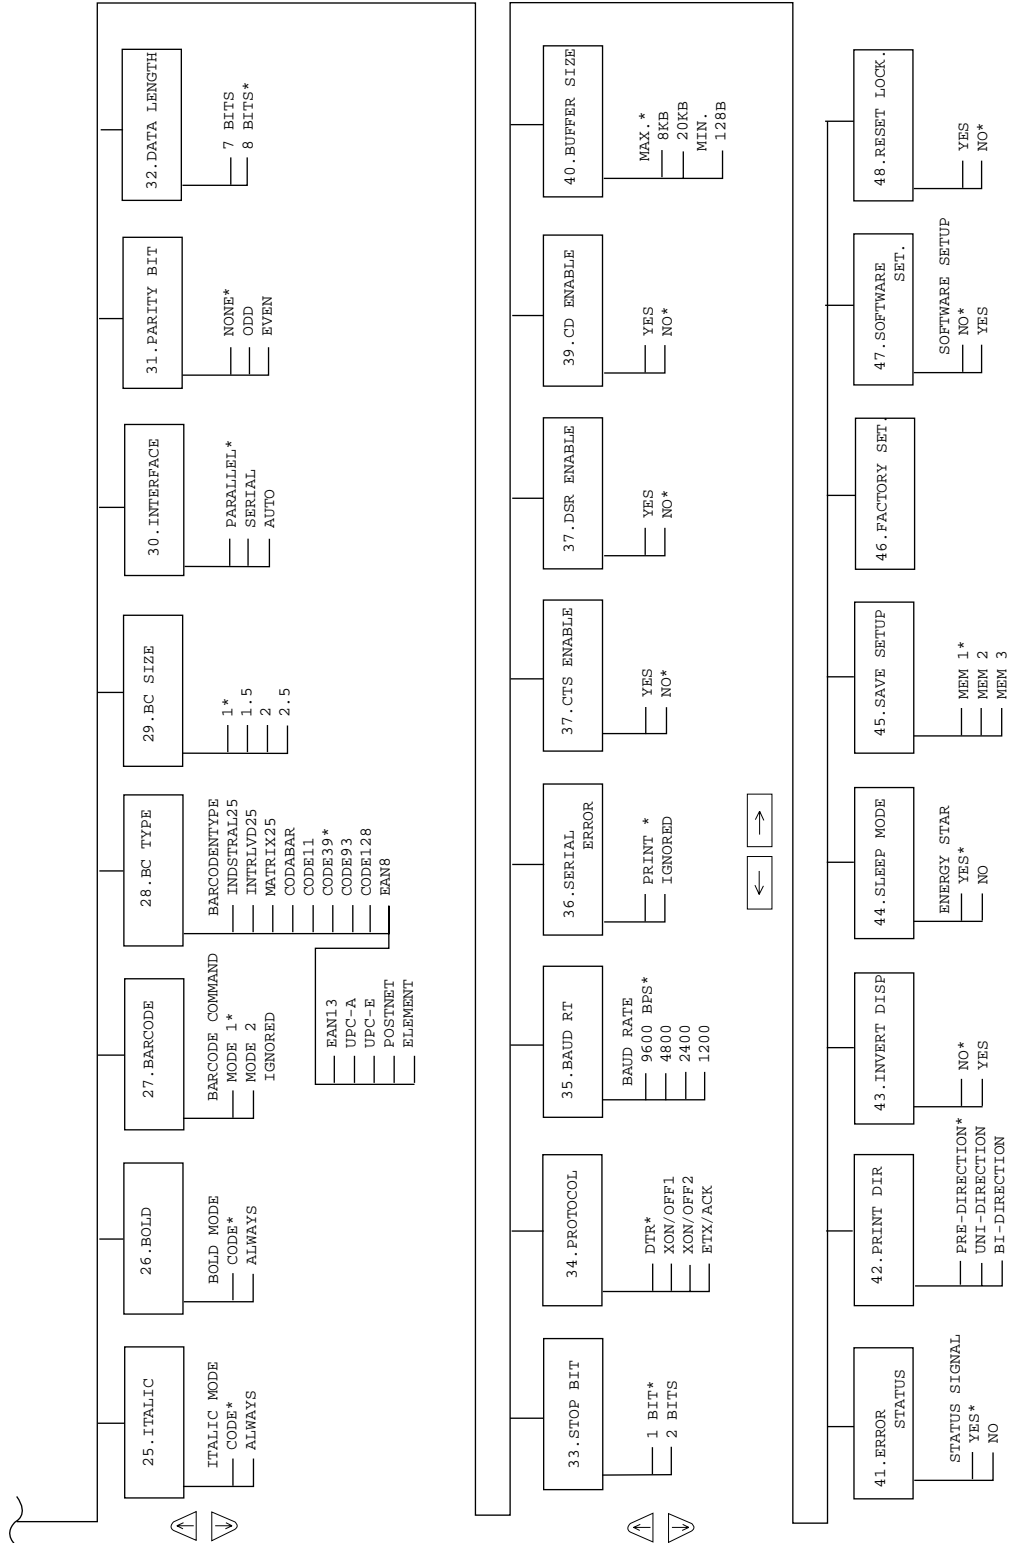 25.ITALIC
ITALIC MODE
CODE*
ALWAYS
26.BOLD
BOLD MODE
CODE*
ALWAYS
27.BARCODE
BARCODE COMMAND
MODE 1*
MODE 2
IGNORED
28.BC TYPE
BARCODENTYPE
INDSTRAL25
INTRLVD25
MATRIX25
CODABAR
CODE11
CODE39*
CODE93
CODE128
EAN8
EAN13
UPC-A
UPC-E
POSTNET
ELEMENT
29.BC SIZE
1*
1.5
2
2.5
30.INTERFACE
PARALLEL*
SERIAL
AUTO
31.PARITY BIT
NONE*
ODD
EVEN
32.DATA LENGTH
7 BITS
8 BITS*
33.STOP BIT
1 BIT*
2 BITS
34.PROTOCOL
DTR*
XON/OFF1
XON/OFF2
ETX/ACK
35.BAUD RT
BAUD RATE
9600 BPS*
4800
2400
1200
36.SERIAL
ERROR
PRINT *
IGNORED
37.CTS ENABLE
YES
NO*
37.DSR ENABLE
YES
NO*
39.CD ENABLE
YES
NO*
40.BUFFER SIZE
MAX.*
8KB
20KB
MIN.
128B
41.ERROR
STATUS
STATUS SIGNAL
YES*
NO
42.PRINT DIR
PRE-DIRECTION*
UNI-DIRECTION
BI-DIRECTION
43.INVERT DISP
NO*
YES
44.SLEEP MODE
ENERGY STAR
YES*
NO
45.SAVE SETUP
MEM 1*
MEM 2
MEM 3
46.FACTORY SET.
47.SOFTWARE
SET.
SOFTWARE SETUP
NO*
YES
48.RESET LOCK.
YES
NO*